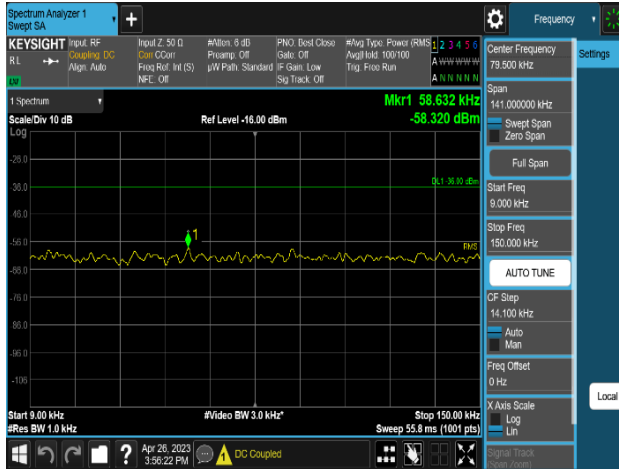 Spectrum Analyzer 1
Swept SA
+
Frequency
KEYSIGHT Input: RF Input Z: 50 Ω #Atten: 6 dB PNO: Best Close #Avg Type: Power (RMS 1 2 3 4 5 6
RL Coupling: DC Corr CCorr Preamp: Off Gate: Off Avg|Hold: 100/100 A W W W W W
Align: Auto Freq Ref: Int (S) µW Path: Standard IF Gain: Low Trig: Free Run
NFE: Off Sig Track: Off A N N N N N
Center Frequency
79.500 kHz
Settings
1 Spectrum
Mkr1 58.632 kHz
Scale/Div 10 dB Ref Level -16.00 dBm -58.320 dBm
Log
Span
141.000000 kHz
Swept Span
Zero Span
Full Span
-26.0
DL1 -36.00 dBm
-36.0
-46.0
1
-56.0
RMS
-66.0
-76.0
-86.0
-96.0
-106
Start Freq
9.000 kHz
Stop Freq
150.000 kHz
AUTO TUNE
CF Step
14.100 kHz
Auto
Man
Freq Offset
0 Hz
Local
X Axis Scale
Log
Lin
Signal Track
(Span Zoom)
Start 9.00 kHz #Video BW 3.0 kHz* Stop 150.00 kHz
#Res BW 1.0 kHz Sweep 55.8 ms (1001 pts)
? Apr 26, 2023
3:56:22 PM
DC Coupled